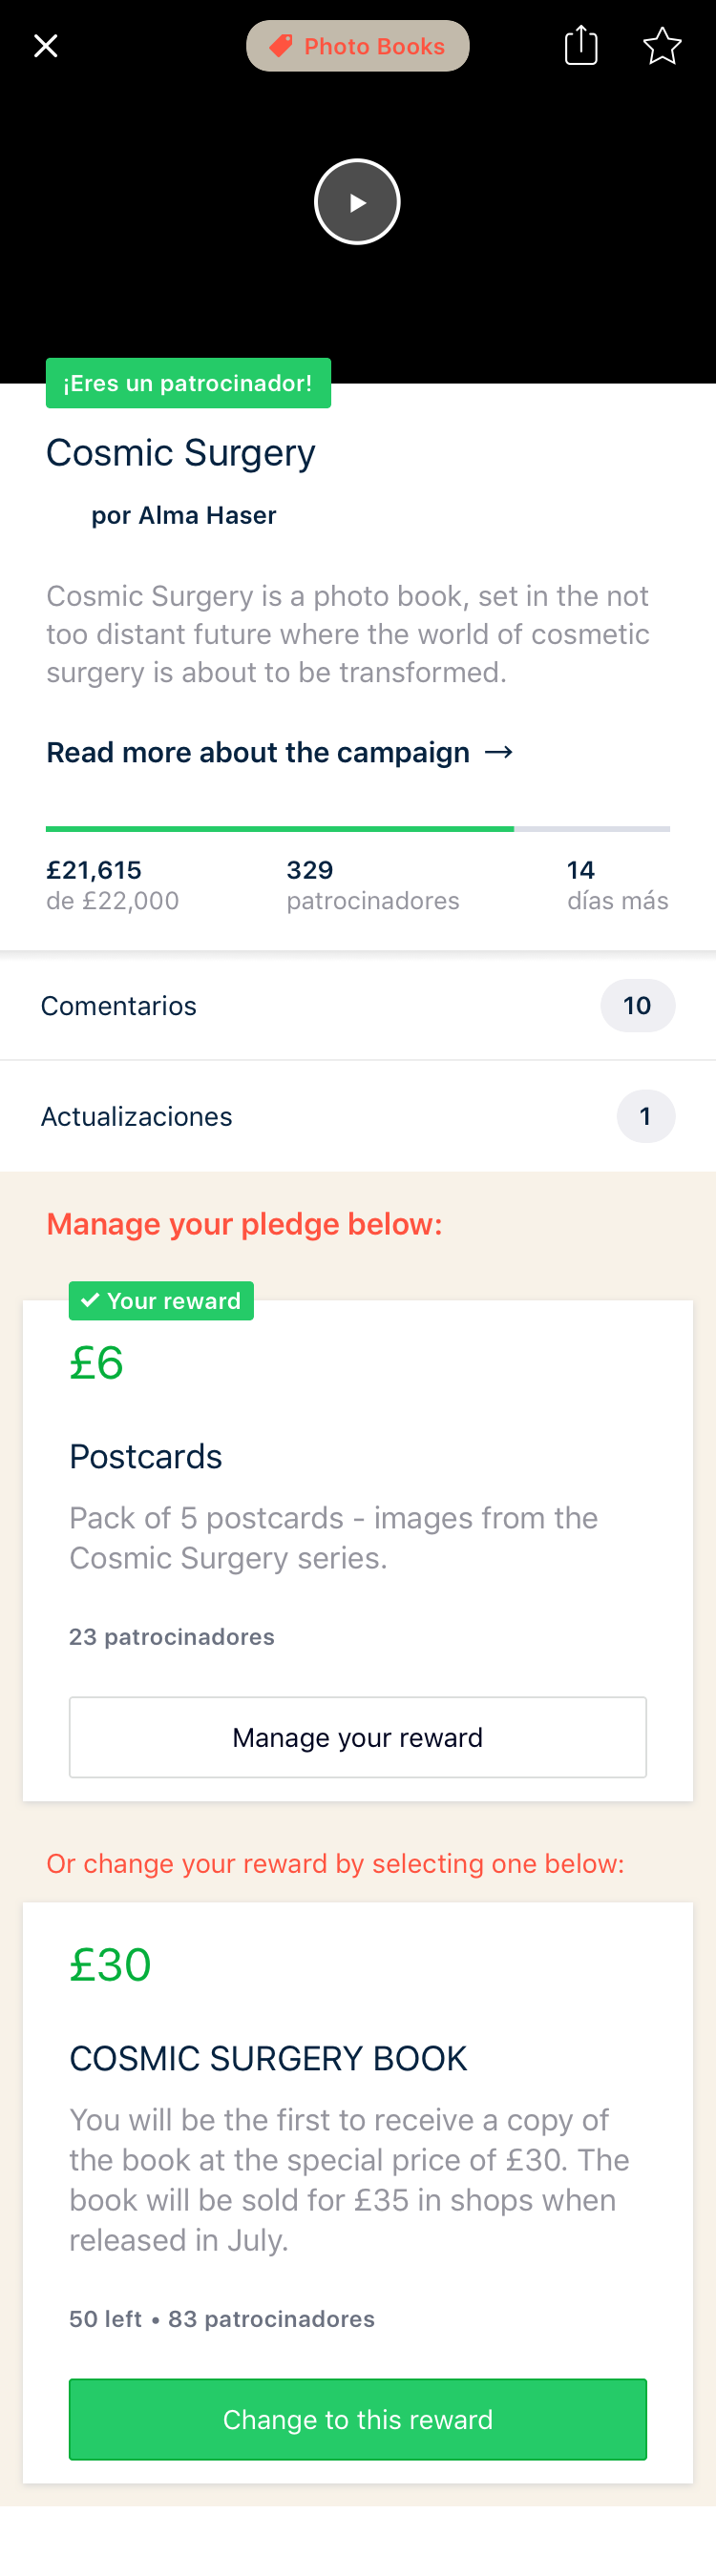 Photo Books
¡Eres un patrocinador!
Cosmic Surgery
por Alma Haser
Cosmic Surgery is a photo book, set in the not
too distant future where the world of cosmetic
surgery is about to be transformed.
Read more about the campaign →
£21,615
de £22,000
329
patrocinadores
14
días más
Comentarios
10
Actualizaciones
1
Manage your pledge below:
Your reward
£6
Postcards
Pack of 5 postcards - images from the
Cosmic Surgery series.
23 patrocinadores
Manage your reward
Or change your reward by selecting one below:
£30
COSMIC SURGERY BOOK
You will be the first to receive a copy of
the book at the special price of £30. The
book will be sold for £35 in shops when
released in July.
50 left • 83 patrocinadores
Change to this reward